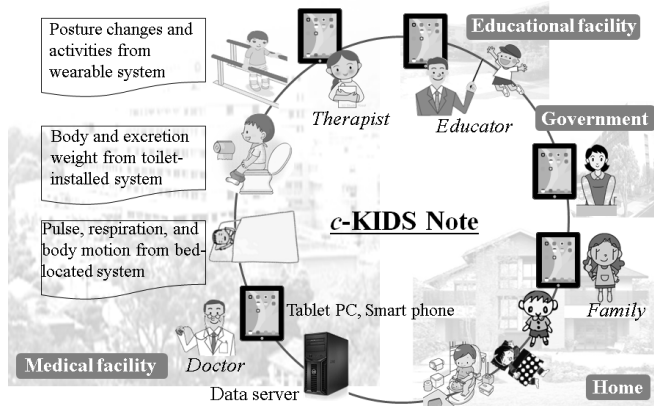 Posture changes and
activities from
wearable system
Educational facility
Therapist
Educator
Government
Body and excretion
weight from toilet-
installed system
c-KIDS Note
Pulse, respiration, and
body motion from bed-
located system
Tablet PC, Smart phone
Family
Medical facility
Doctor
Data server
Home